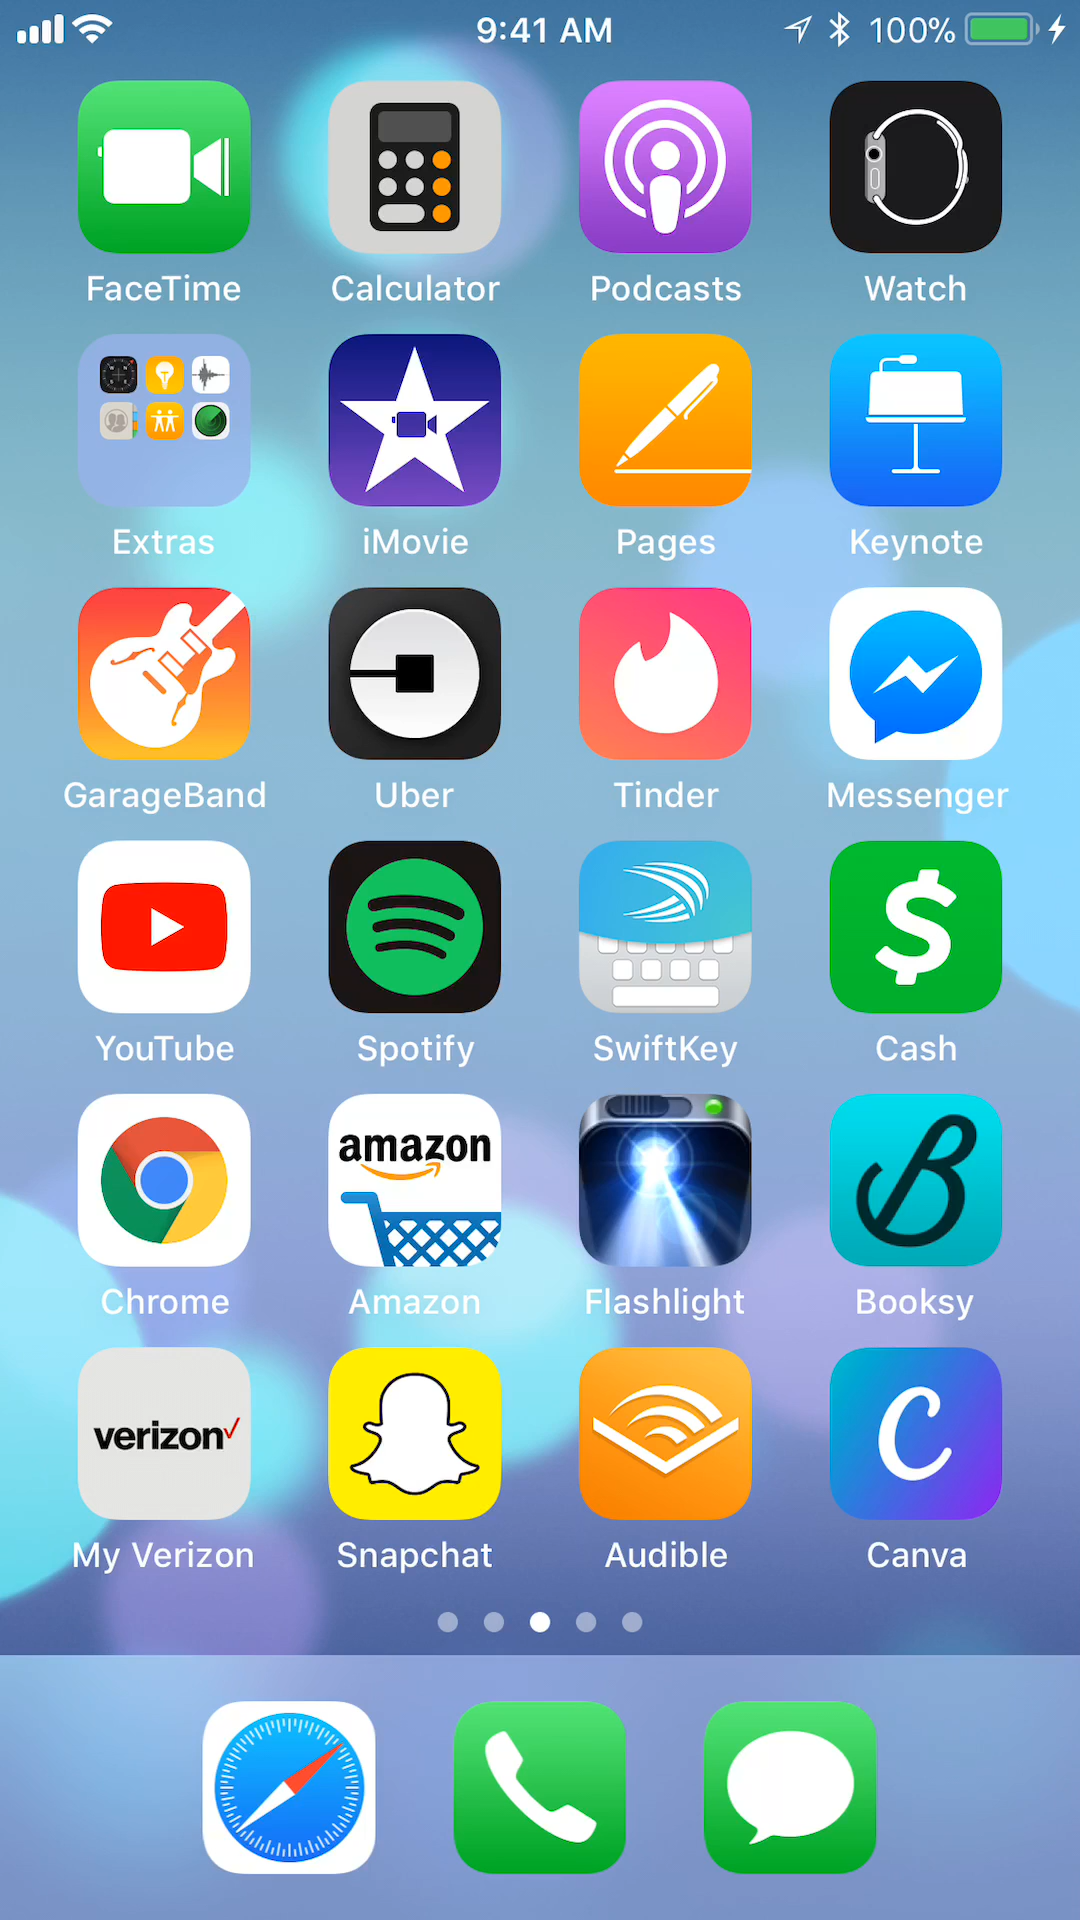 9:41 AM 100%
FaceTime Calculator Podcasts Watch
Extras iMovie Pages Keynote
GarageBand Uber Tinder Messenger
YouTube Spotify SwiftKey Cash
amazon
Chrome Amazon Flashlight Booksy
verizon
My Verizon Snapchat Audible Canva